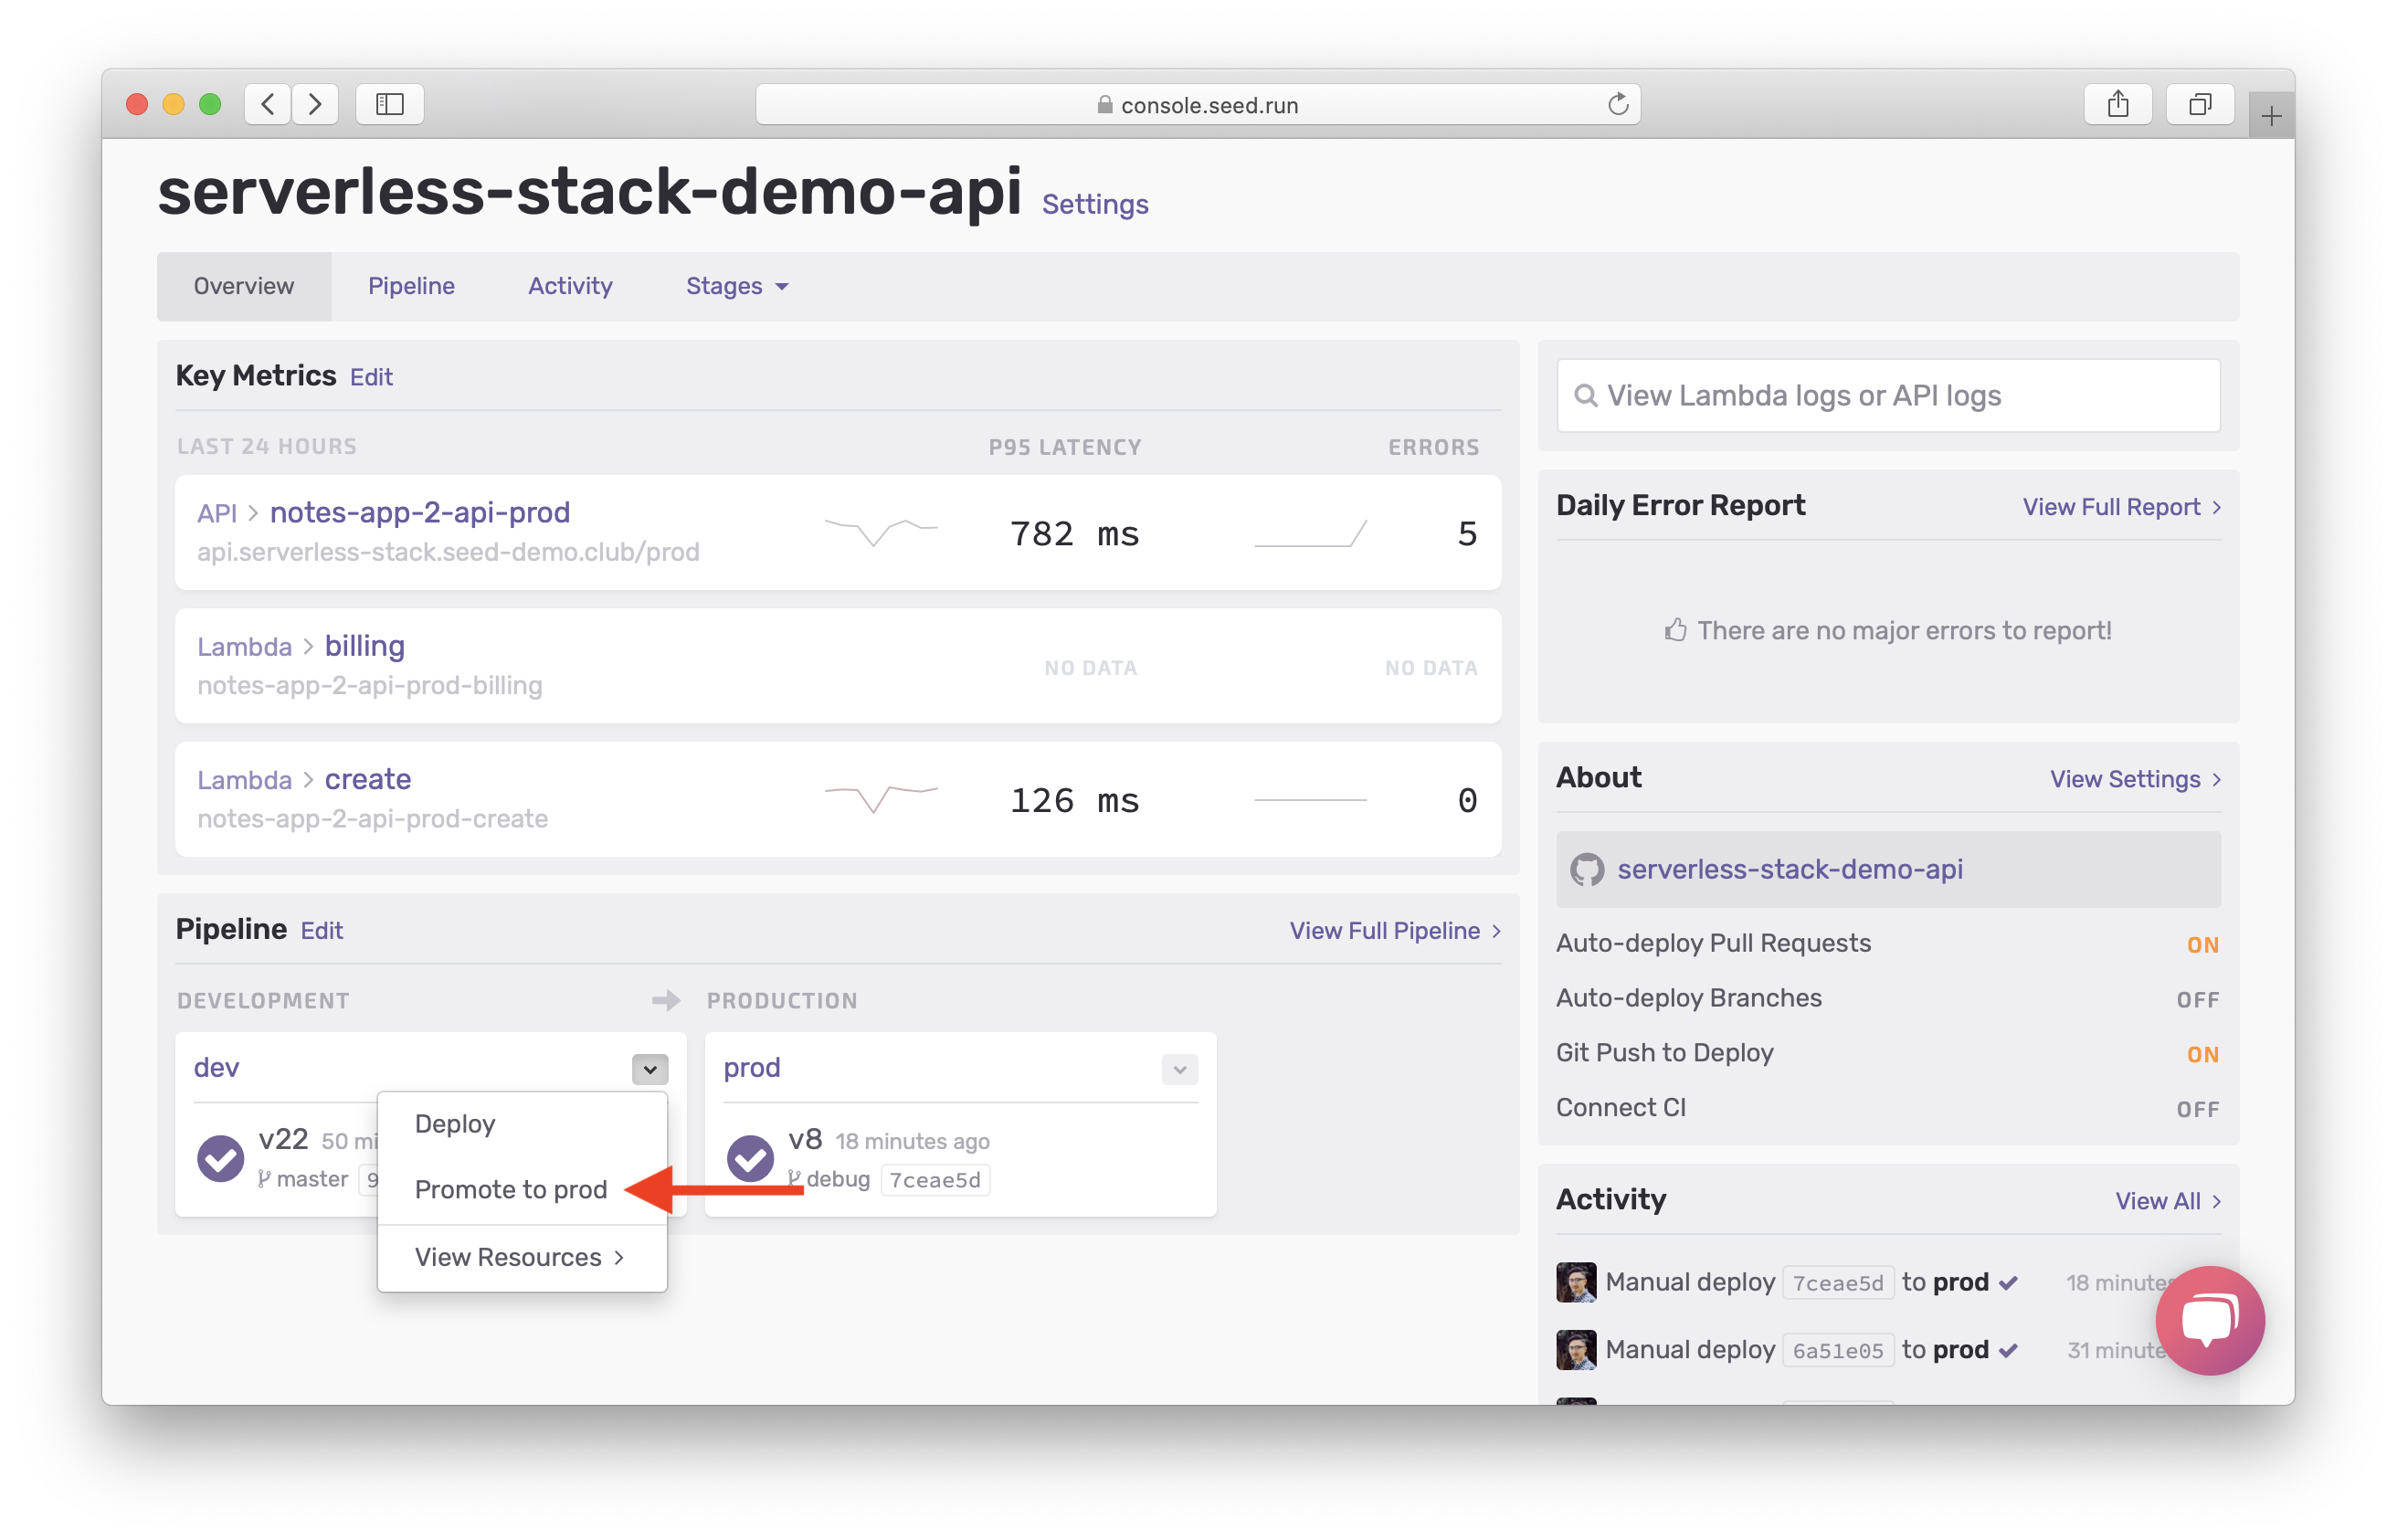 console.seed.run
serverless-stack-demo-api Settings
Overview Pipeline Activity Stages
Key Metrics Edit
LAST 24 HOURS P95 LATENCY ERRORS
API > notes-app-2-api-prod
api.serverless-stack.seed-demo.club/prod
782 ms 5
Lambda > billing
notes-app-2-api-prod-billing
NO DATA NO DATA
Lambda > create
notes-app-2-api-prod-create
126 ms 0
Pipeline Edit View Full Pipeline >
DEVELOPMENT PRODUCTION
dev
v22 50 mi
master 9
Deploy
Promote to prod
View Resources >
prod
v8 18 minutes ago
debug 7ceae5d
View Lambda logs or API logs
Daily Error Report View Full Report >
There are no major errors to report!
About View Settings >
serverless-stack-demo-api
Auto-deploy Pull Requests ON
Auto-deploy Branches OFF
Git Push to Deploy ON
Connect CI OFF
Activity View All >
Manual deploy 7ceae5d to prod 18 minutes
Manual deploy 6a51e05 to prod 31 minute